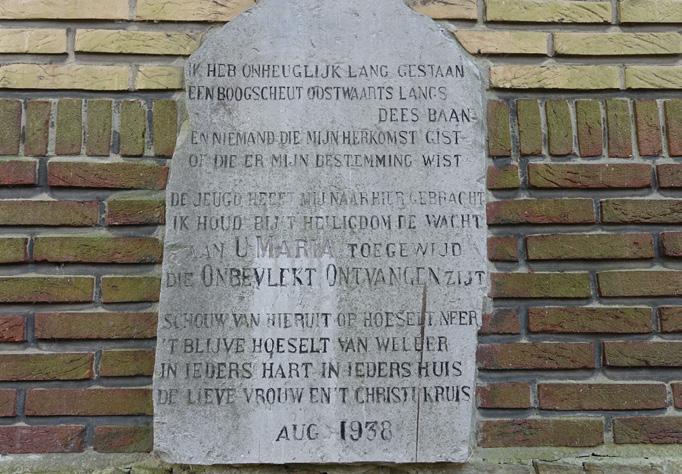 IK HEB ONHEUGLIJK LANG GESTAAN
EEN BOOGSCHEUT OOSTWAARTS LANGS
DEES BAAN-
EN NIEMAND DIE MIJN HERKOMST GIST-
OF DIE ER MIJN BESTEMMING WIST
DE JEUGD HEEFT MIJ NAAR HIER GEBRACHT
IK HOUD BIJ 'T HEILIGDOM DE WACHT
AAN U MARIA TOEGEWIJD
DIE ONBEVLEKT ONTVANGEN ZIJT
SCHOUW VAN HIERUIT OP HOESELT NEER
'T BLIJVE HOESELT VAN WELEER
IN IEDERS HART IN IEDERS HUIS
DE LIEVE VROUW EN 'T CHRISTI KRUIS
AUG 1938